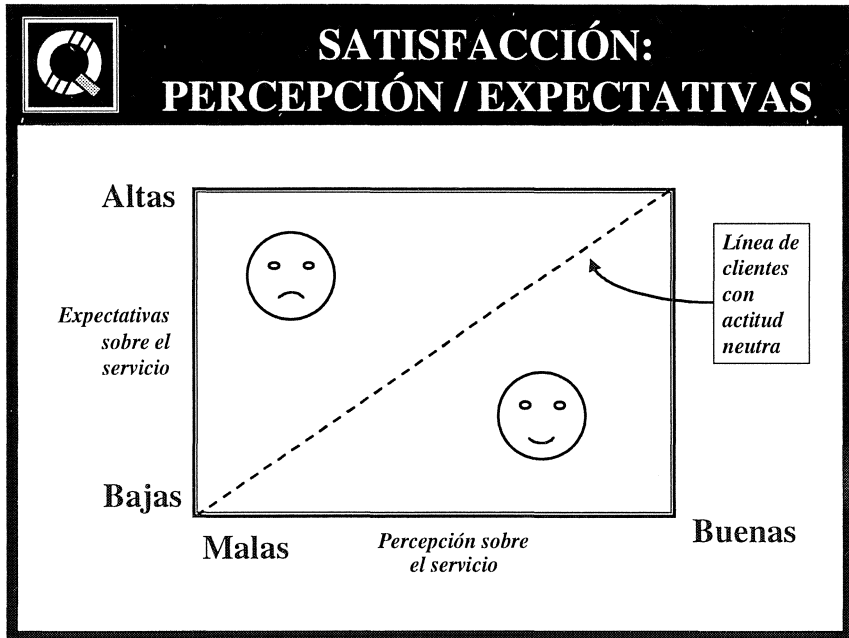 SATISFACCIÓN:
PERCEPCIÓN / EXPECTATIVAS
Altas
Línea de
clientes
con
actitud
neutra
Expectativas
sobre el
servicio
Bajas
Malas
Percepción sobre
el servicio
Buenas